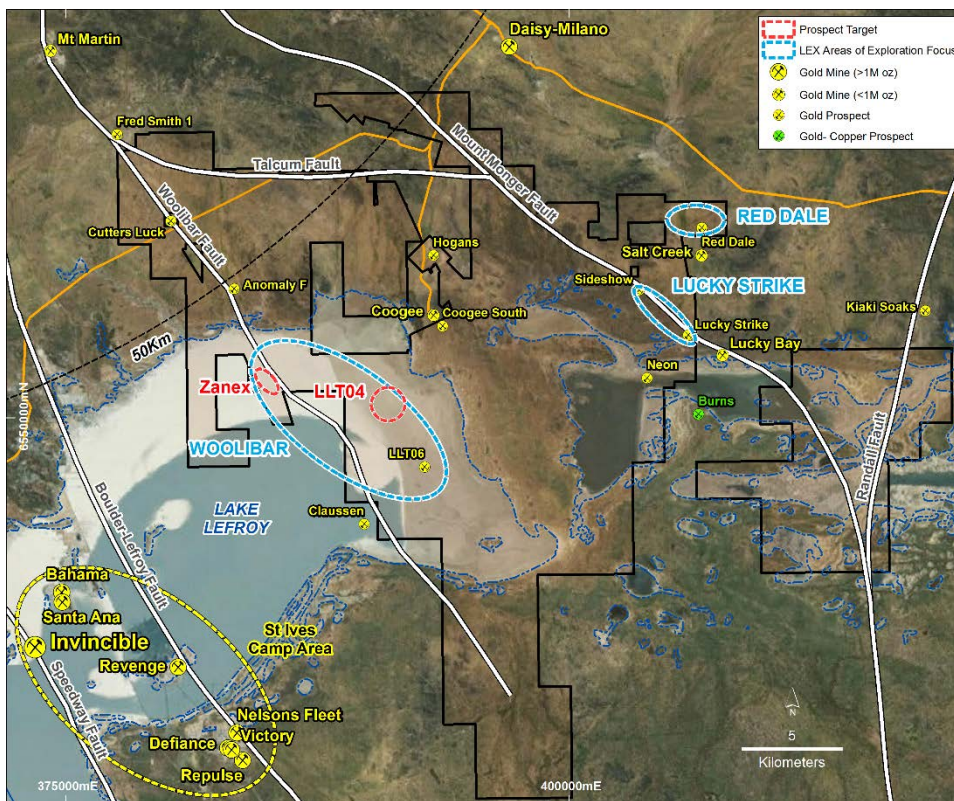 Mt Martin
Daisy-Milano
Prospect Target
LEX Areas of Exploration Focus
Gold Mine (>1M oz)
Gold Mine (<1M oz)
Gold Prospect
Gold- Copper Prospect
Fred Smith 1
Mount Monger Fault
Talcum Fault
Woolibar Fault
Cutters Luck
RED DALE
Red Dale
Hogans
Salt Creek
Sideshow
Anomaly F
LUCKY STRIKE
Kiaki Soaks
Coogee
Coogee South
Lucky Strike
50Km
Lucky Bay
Neon
Zanex
LLT04
6550000mN
Burns
WOOLIBAR
LLT06
Randall Fault
LAKE
LEFROY
Claussen
Boulder-Lefroy Fault
Bahama
Santa Ana
St Ives
Camp Area
Invincible
Revenge
Speedway Fault
Nelsons Fleet
Victory
Defiance
Repulse
N
5
Kilometers
375000mE
400000mE